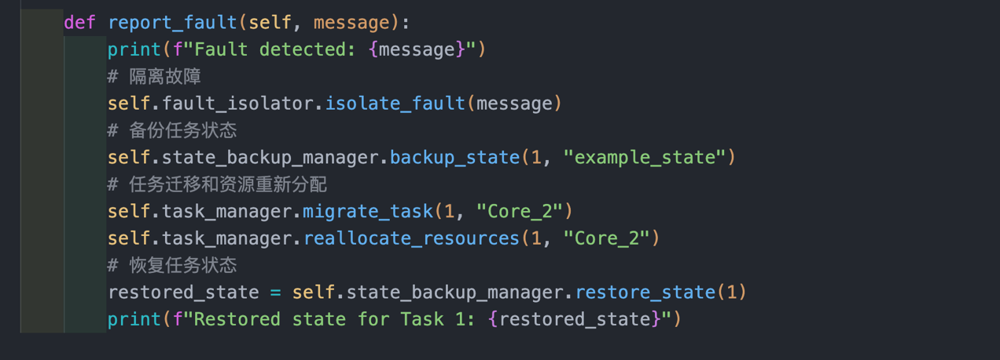 def report_fault(self, message):
    print(f"Fault detected: {message}")
    # 隔离故障
    self.fault_isolator.isolate_fault(message)
    # 备份任务状态
    self.state_backup_manager.backup_state(1, "example_state")
    # 任务迁移和资源重新分配
    self.task_manager.migrate_task(1, "Core_2")
    self.task_manager.reallocate_resources(1, "Core_2")
    # 恢复任务状态
    restored_state = self.state_backup_manager.restore_state(1)
    print(f"Restored state for Task 1: {restored_state}")